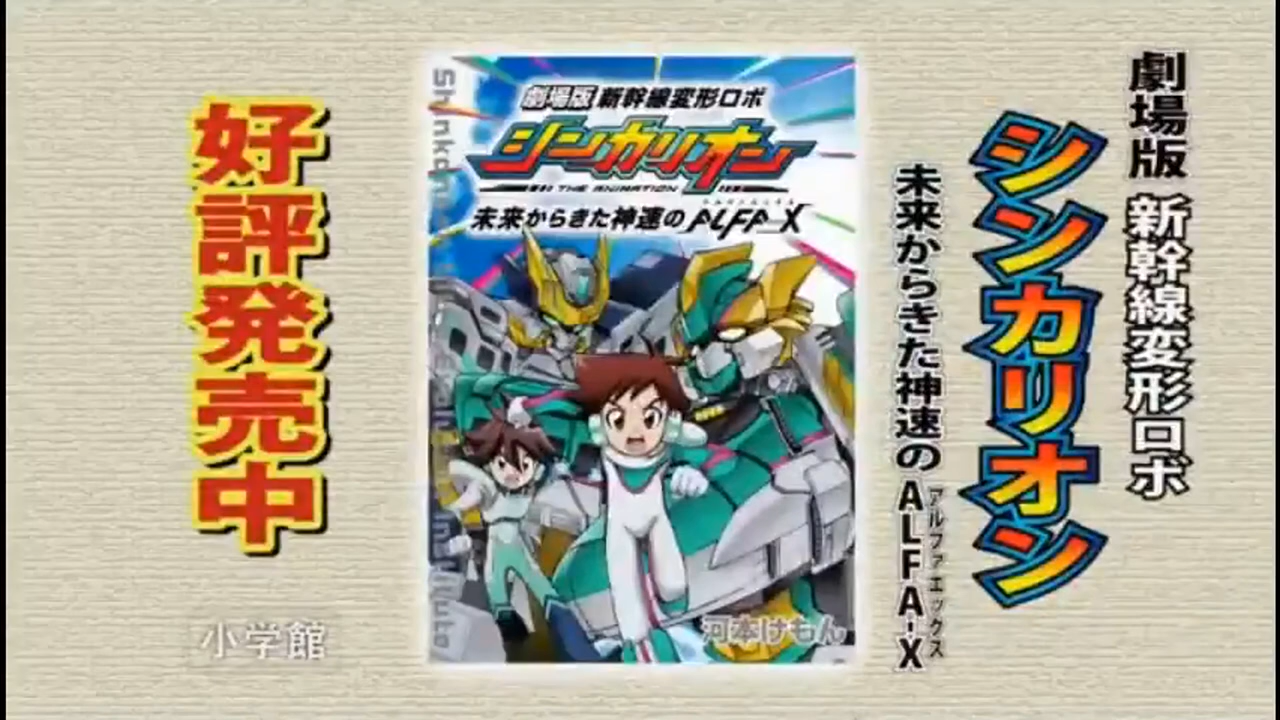 劇場版 新幹線変形ロボ
シンカリオン
未来からきた神速のALFA-X
アルファエックス
劇場版 新幹線変形ロボ
シンカリオン
THE ANIMATION
未来からきた神速のALFA-X
河本けもん
好評発売中
小学館